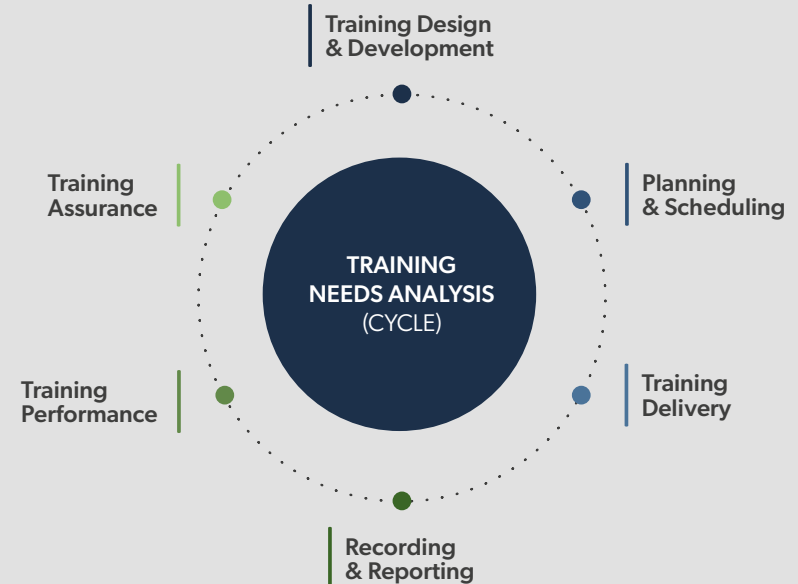 Training Design
& Development
Planning
& Scheduling
Training
Delivery
Recording
& Reporting
Training
Performance
Training
Assurance
TRAINING
NEEDS ANALYSIS
(CYCLE)